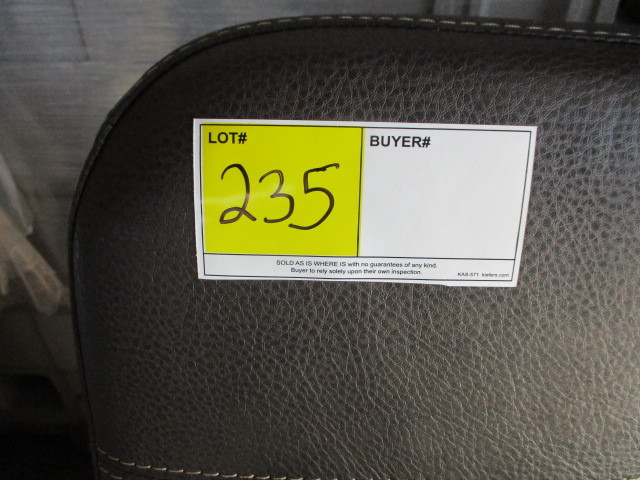 LOT#
BUYER#
235
SOLD AS IS WHERE IS with no guarantees of any kind.
Buyer to rely solely upon their own inspection.
KAS-571 kiefers.com